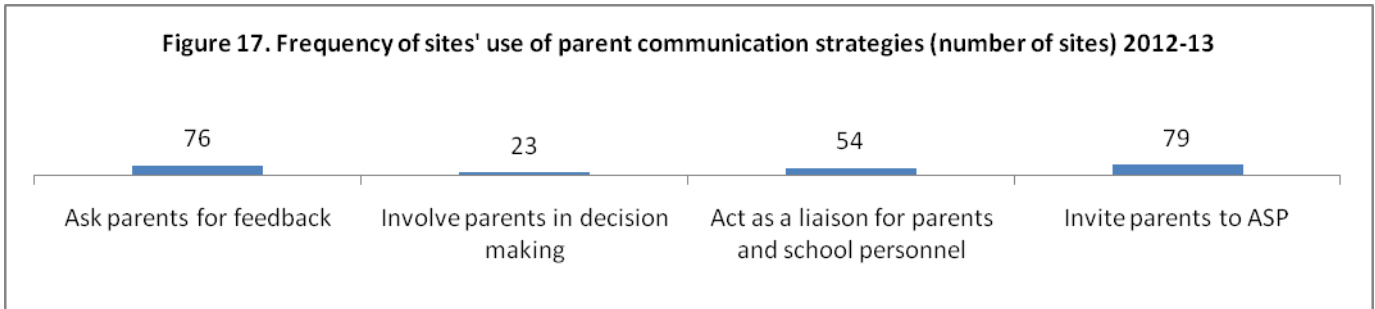 Figure 17. Frequency of sites' use of parent communication strategies (number of sites) 2012-13
76
23
54
79
Ask parents for feedback
Involve parents in decision
making
Act as a liaison for parents
and school personnel
Invite parents to ASP